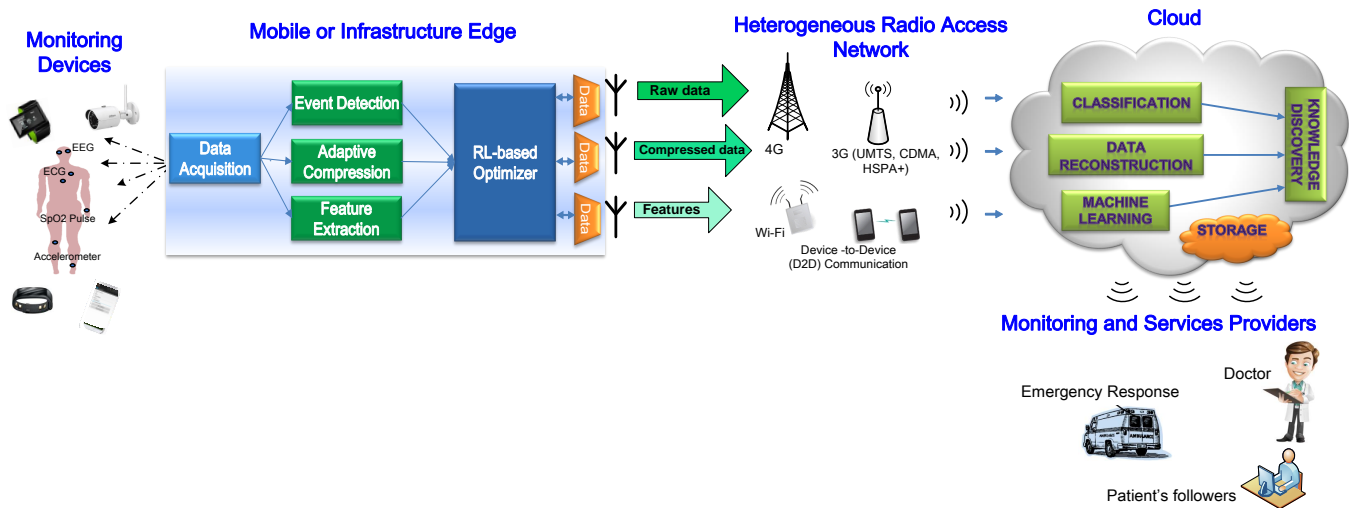 Monitoring
Devices
EEG
ECG
SpO2 Pulse
Accelerometer
Mobile or Infrastructure Edge
Data
Acquisition
Event Detection
Adaptive
Compression
Feature
Extraction
RL-based
Optimizer
Data
Data
Data
Raw data
Compressed data
Features
Heterogeneous Radio Access
Network
4G
3G (UMTS, CDMA,
HSPA+)
Wi-Fi
Device -to-Device
(D2D) Communication
Cloud
CLASSIFICATION
DATA
RECONSTRUCTION
MACHINE
LEARNING
KNOWLEDGE
DISCOVERY
STORAGE
Monitoring and Services Providers
Emergency Response
AMBULANCE
Doctor
Patient's followers